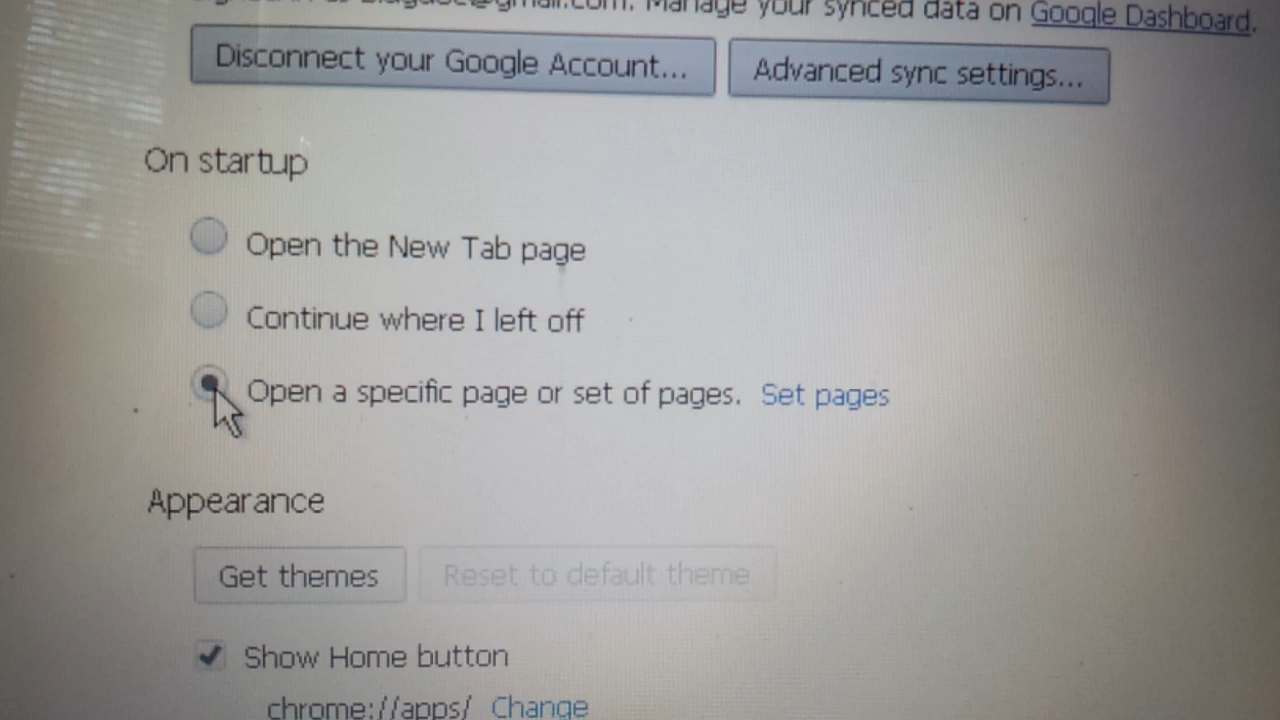 Manage your synced data on Google Dashboard.
Disconnect your Google Account... Advanced sync settings...
On startup
Open the New Tab page
Continue where I left off
Open a specific page or set of pages. Set pages
Appearance
Get themes Reset to default theme
Show Home button
chrome://apps/ Change